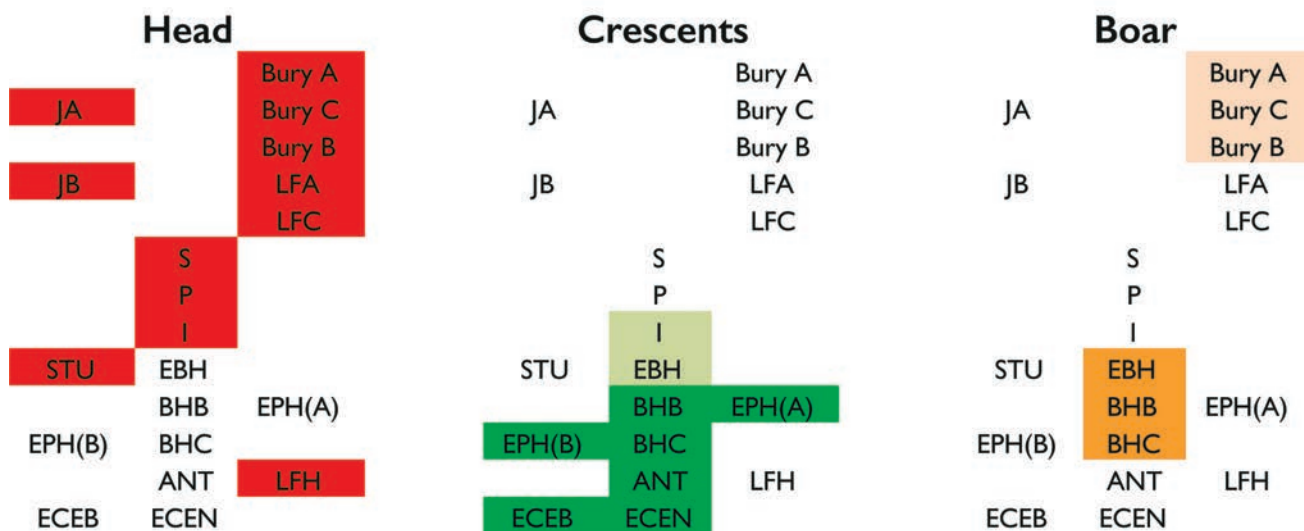 Head Crescents Boar
Bury A Bury A Bury A
JA Bury C JA Bury C JA Bury C
Bury B Bury B Bury B
JB LFA JB LFA JB LFA
LFC LFC LFC
S S S
P P P
I I I
STU EBH STU EBH STU EBH
BHB EPH(A) BHB EPH(A) BHB EPH(A)
EPH(B) BHC EPH(B) BHC EPH(B) BHC
ANT LFH ANT LFH ANT LFH
ECEB ECEN ECEB ECEN ECEB ECEN